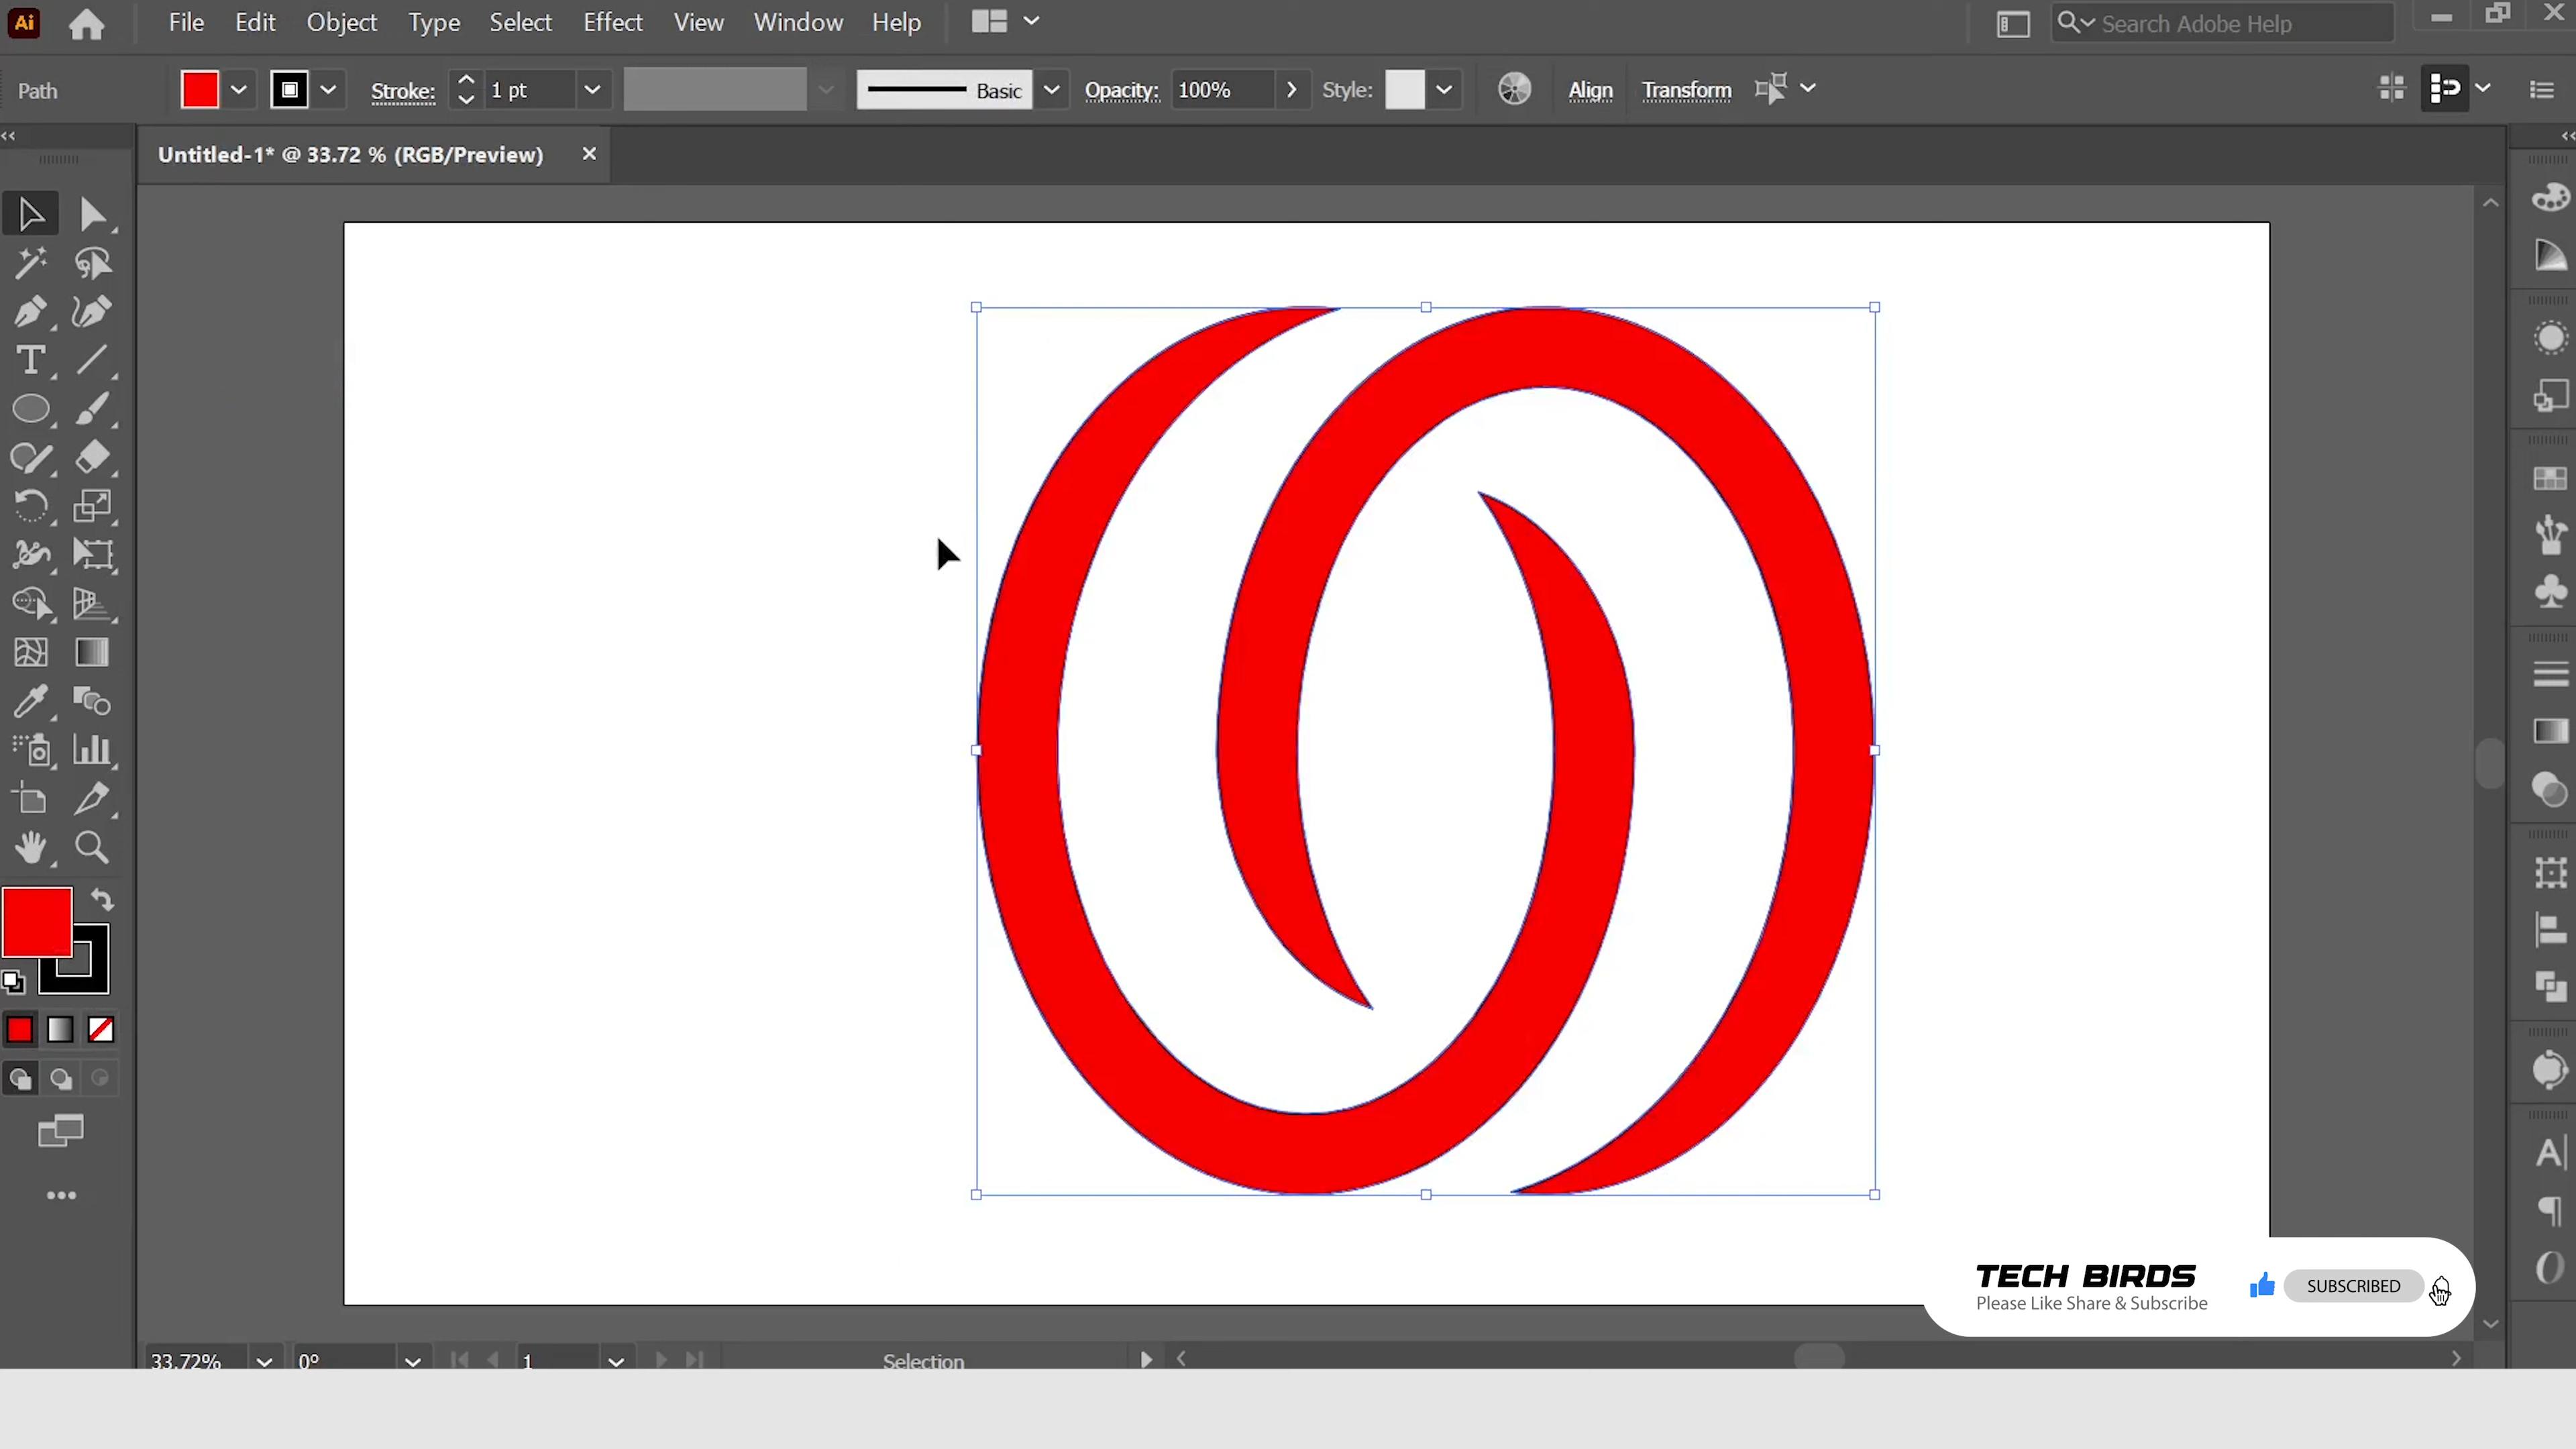 Ai File Edit Object Type Select Effect View Window Help Search Adobe Help
Path Stroke: 1 pt Basic Opacity: 100% Style: Align Transform
Untitled-1* @ 33.72 % (RGB/Preview)
TECH BIRDS
Please Like Share & Subscribe
SUBSCRIBED
33.72% 0° 1 Selection